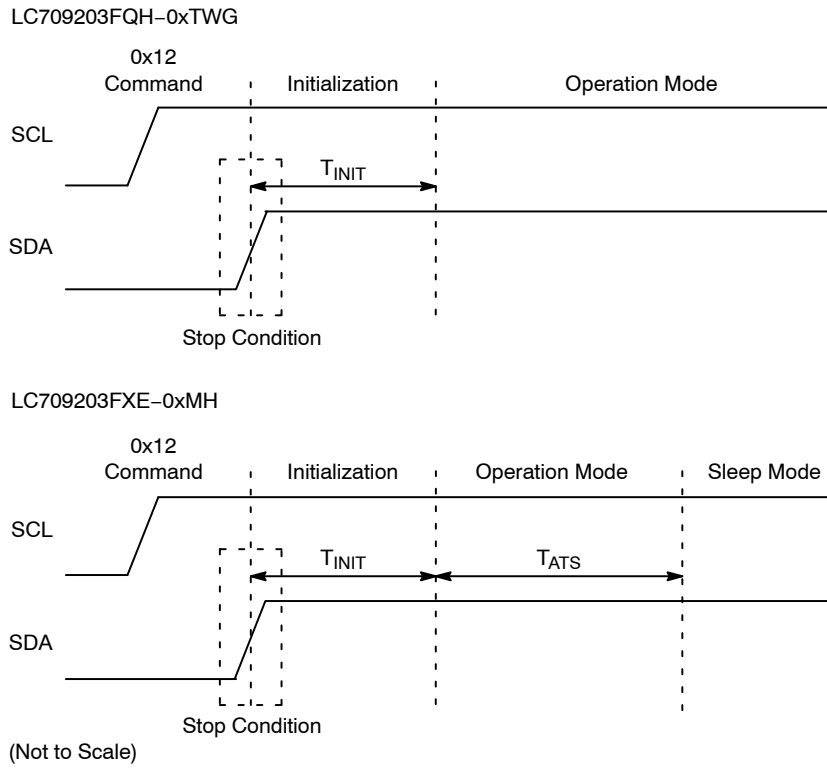 LC709203FQH−0xTWG
0x12
Command
Initialization
Operation Mode
SCL
TINIT
SDA
Stop Condition
LC709203FXE−0xMH
0x12
Command
Initialization
Operation Mode
Sleep Mode
SCL
TINIT
TATS
SDA
Stop Condition
(Not to Scale)